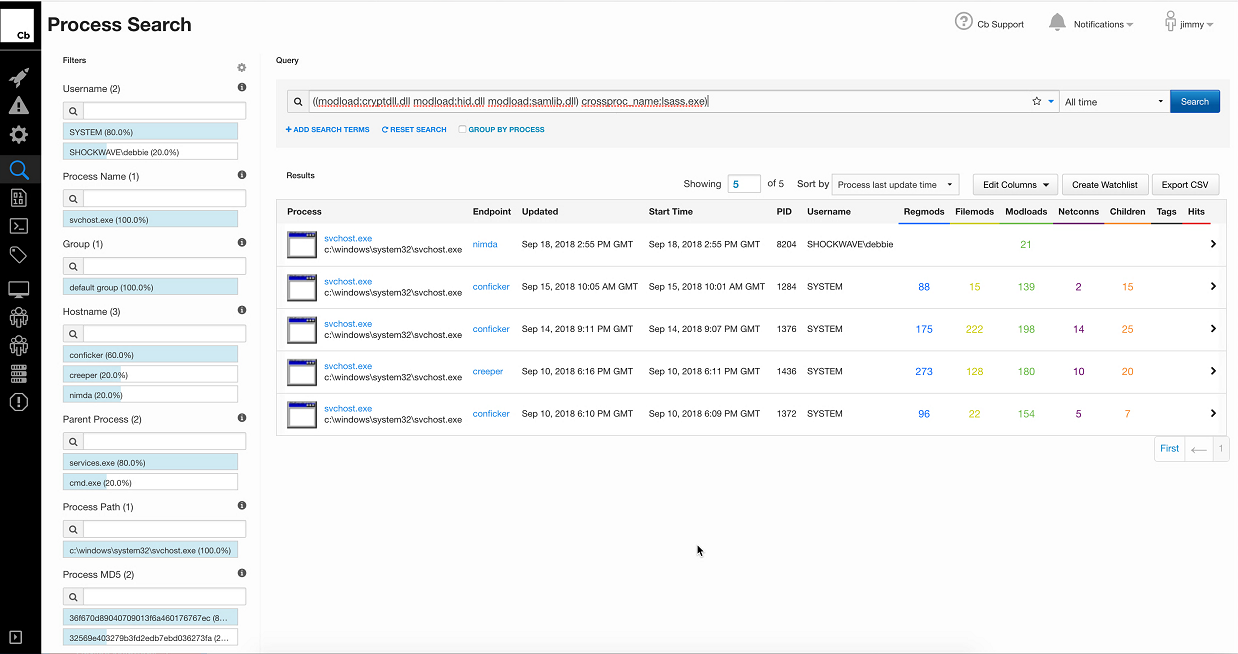 Cb
Process Search
Cb Support
Notifications
jimmy
Filters
Username (2)
SYSTEM (80.0%)
SHOCKWAVE\debbie (20.0%)
Process Name (1)
svchost.exe (100.0%)
Group (1)
default group (100.0%)
Hostname (3)
conficker (60.0%)
creeper (20.0%)
nimda (20.0%)
Parent Process (2)
services.exe (80.0%)
cmd.exe (20.0%)
Process Path (1)
c:\windows\system32\svchost.exe (100.0%)
Process MD5 (2)
36f670d89040709013f6a460176767ec (8...
32569e403279b3fd2edb7ebd036273fa (2...
Query
((modload:cryptdll.dll modload:hid.dll modload:samlib.dll) crossproc_name:lsass.exe)
All time
Search
+ ADD SEARCH TERMS
RESET SEARCH
GROUP BY PROCESS
Results
Showing 5 of 5
Sort by Process last update time
Edit Columns
Create Watchlist
Export CSV
Process Endpoint Updated Start Time PID Username Regmods Filemods Modloads Netconns Children Tags Hits
svchost.exe nimda Sep 18, 2018 2:55 PM GMT Sep 18, 2018 2:55 PM GMT 8204 SHOCKWAVE\debbie 21
c:\windows\system32\svchost.exe
svchost.exe conficker Sep 15, 2018 10:05 AM GMT Sep 15, 2018 10:01 AM GMT 1284 SYSTEM 88 15 139 2 15
c:\windows\system32\svchost.exe
svchost.exe conficker Sep 14, 2018 9:11 PM GMT Sep 14, 2018 9:07 PM GMT 1376 SYSTEM 175 222 198 14 25
c:\windows\system32\svchost.exe
svchost.exe creeper Sep 10, 2018 6:16 PM GMT Sep 10, 2018 6:11 PM GMT 1436 SYSTEM 273 128 180 10 20
c:\windows\system32\svchost.exe
svchost.exe conficker Sep 10, 2018 6:10 PM GMT Sep 10, 2018 6:09 PM GMT 1372 SYSTEM 96 22 154 5 7
c:\windows\system32\svchost.exe
First ← 1